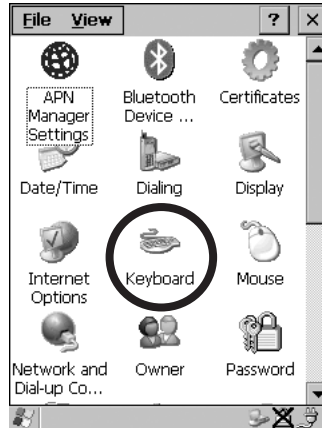 File View ? ×
APN Manager Settings
Bluetooth Device ...
Certificates
Date/Time
Dialing
Display
Internet Options
Keyboard
Mouse
Network and Dial-up Co...
Owner
Password